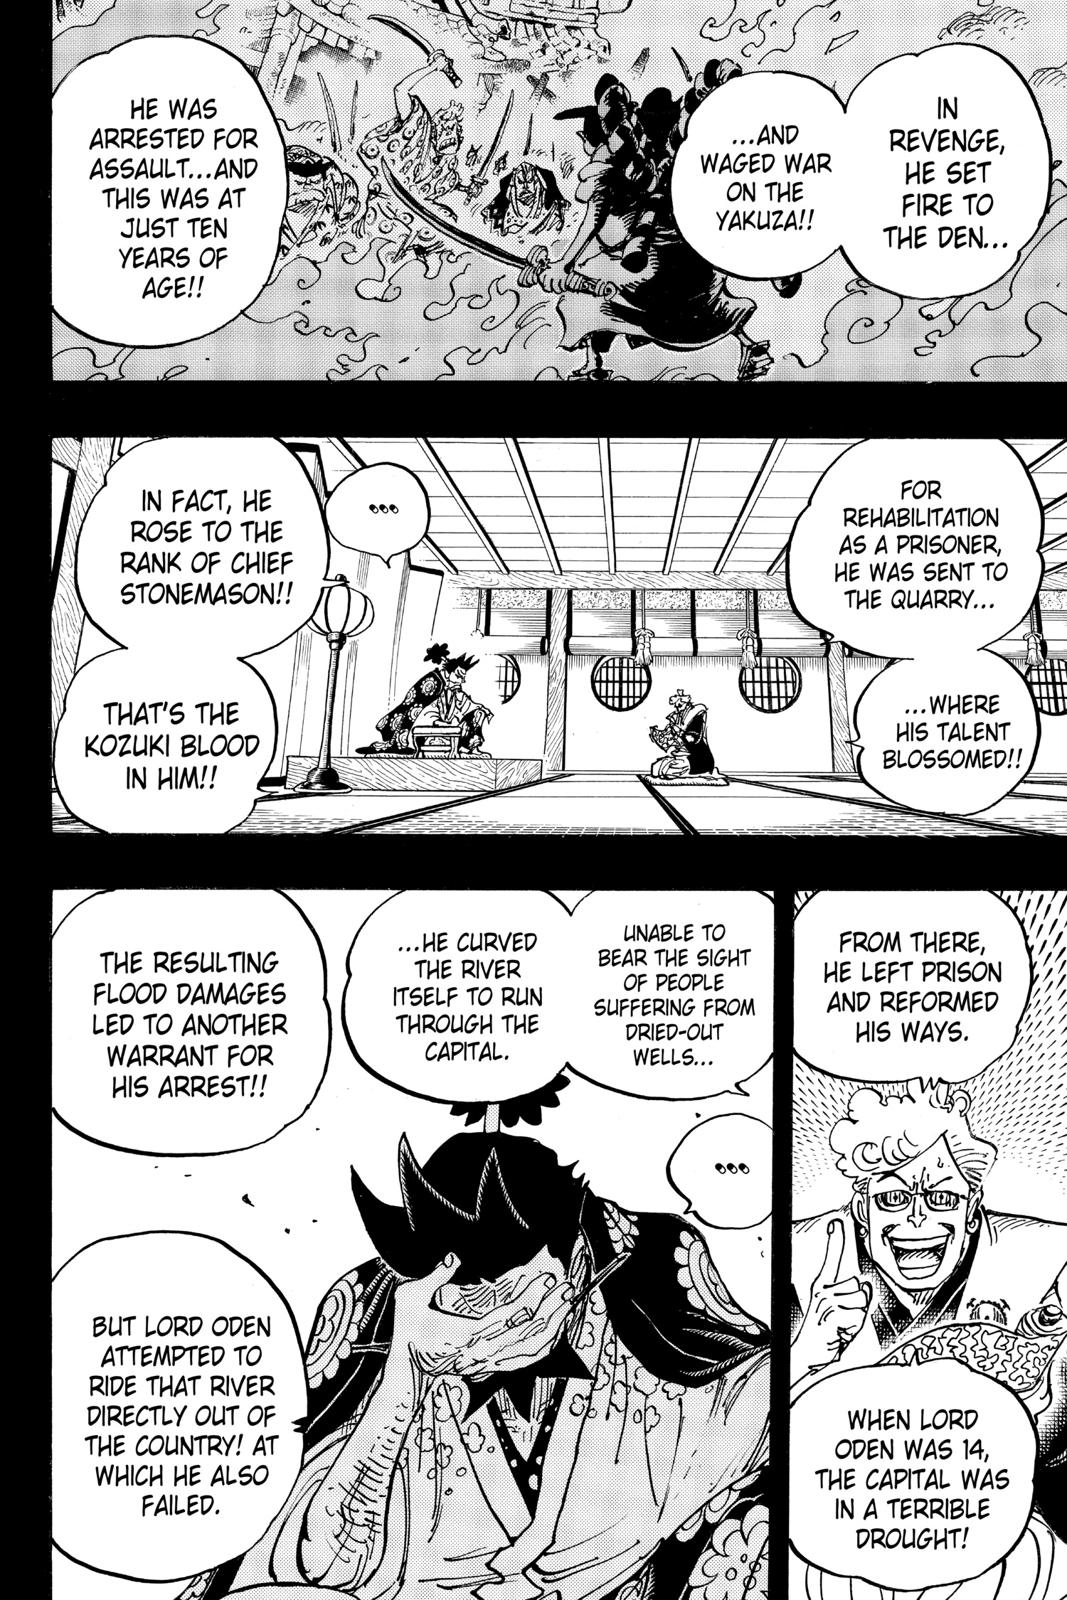 IN
REVENGE,
HE SET
FIRE TO
THE DEN...
...AND
WAGED WAR
ON THE
YAKUZA!!
HE WAS
ARRESTED FOR
ASSAULT...AND
THIS WAS AT
JUST TEN
YEARS OF
AGE!!
FOR
REHABILITATION
AS A PRISONER,
HE WAS SENT TO
THE QUARRY...
...WHERE
HIS TALENT
BLOSSOMED!!
...
IN FACT, HE
ROSE TO THE
RANK OF CHIEF
STONEMASON!!
THAT'S THE
KOZUKI BLOOD
IN HIM!!
FROM THERE,
HE LEFT PRISON
AND REFORMED
HIS WAYS.
WHEN LORD
ODEN WAS 14,
THE CAPITAL WAS
IN A TERRIBLE
DROUGHT!
UNABLE TO
BEAR THE SIGHT
OF PEOPLE
SUFFERING FROM
DRIED-OUT
WELLS...
...HE CURVED
THE RIVER
ITSELF TO RUN
THROUGH THE
CAPITAL.
...
THE RESULTING
FLOOD DAMAGES
LED TO ANOTHER
WARRANT FOR
HIS ARREST!!
BUT LORD ODEN
ATTEMPTED TO
RIDE THAT RIVER
DIRECTLY OUT OF
THE COUNTRY! AT
WHICH HE ALSO
FAILED.